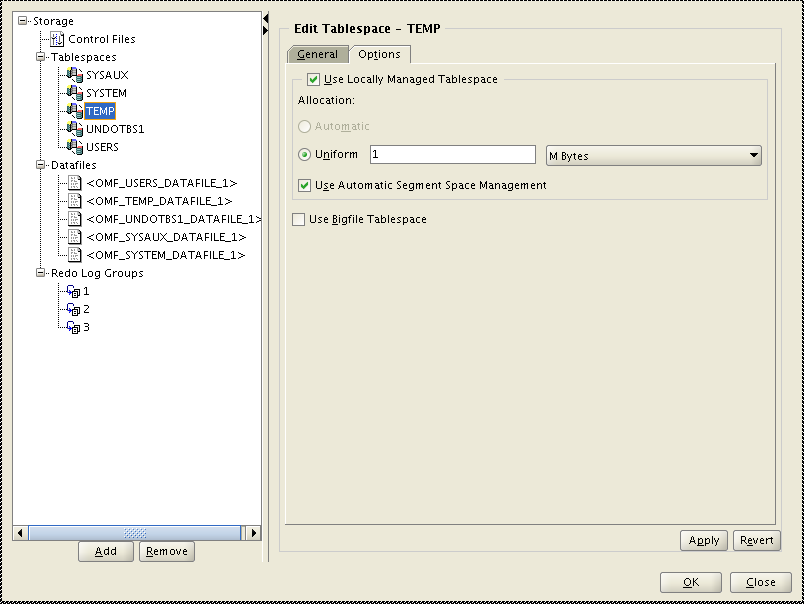 Storage
Control Files
Tablespaces
SYSAUX
SYSTEM
TEMP
UNDOTBS1
USERS
Datafiles
<OMF_USERS_DATAFILE_1>
<OMF_TEMP_DATAFILE_1>
<OMF_UNDOTBS1_DATAFILE_1>
<OMF_SYSAUX_DATAFILE_1>
<OMF_SYSTEM_DATAFILE_1>
Redo Log Groups
1
2
3
Add Remove
Edit Tablespace - TEMP
General Options
Use Locally Managed Tablespace
Allocation:
Automatic
Uniform 1 M Bytes
Use Automatic Segment Space Management
Use Bigfile Tablespace
Apply Revert
OK Close